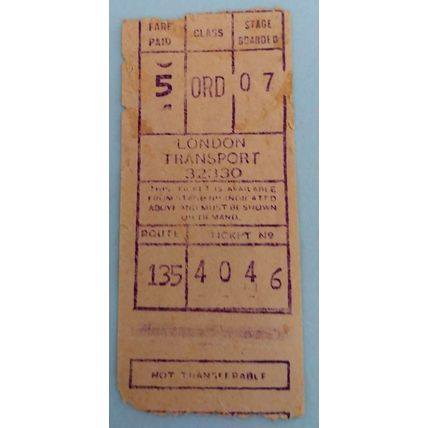 FARE PAID CLASS STAGE BOARDED
5 ORD 07
LONDON
TRANSPORT
32330
THIS TICKET IS AVAILABLE
FROM STAGE INDICATED
ABOVE AND MUST BE SHOWN
ON DEMAND.
ROUTE TICKET Nº
135 4046
NOT TRANSFERABLE